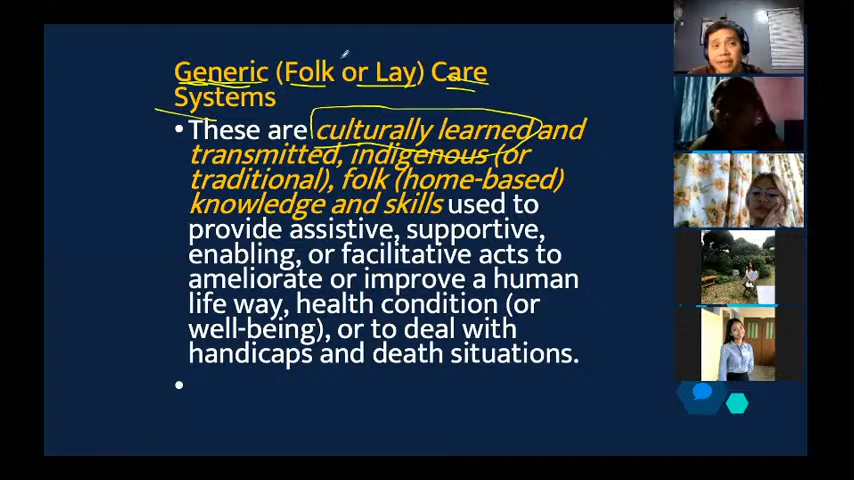 Generic (Folk or Lay) Care
Systems
• These are culturally learned and
transmitted, indigenous (or
traditional), folk (home-based)
knowledge and skills used to
provide assistive, supportive,
enabling, or facilitative acts to
ameliorate or improve a human
life way, health condition (or
well-being), or to deal with
handicaps and death situations.
•